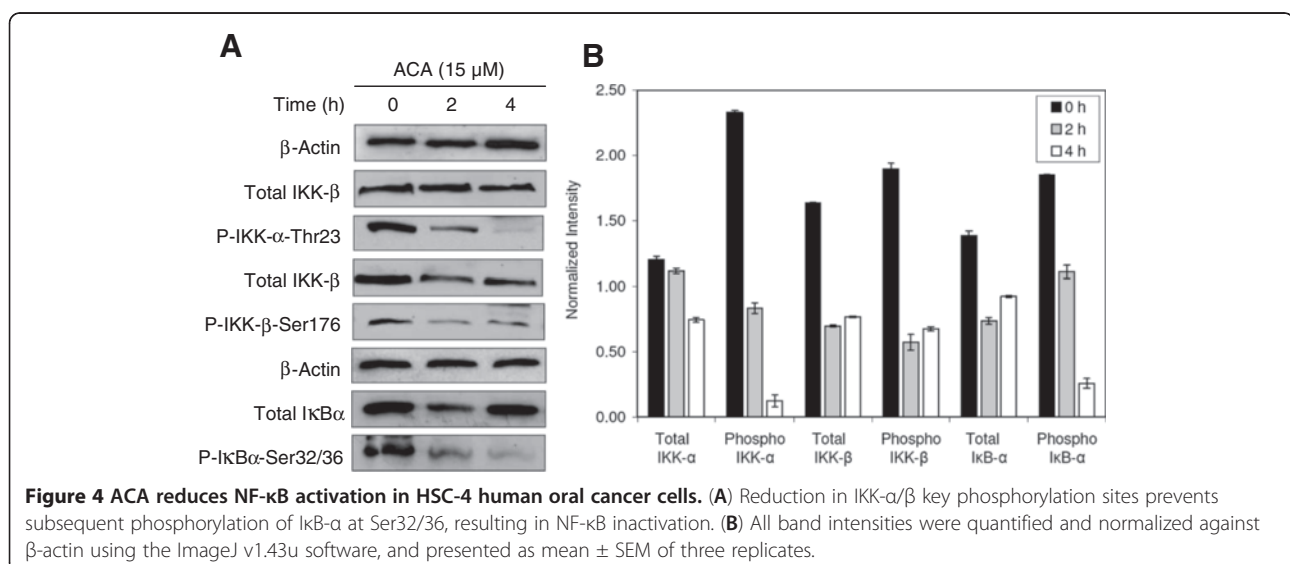 A
ACA (15 µM)
Time (h) 0 2 4
β-Actin
Total IKK-β
P-IKK-α-Thr23
Total IKK-β
P-IKK-β-Ser176
β-Actin
Total IκBα
P-IκBα-Ser32/36
B
2.50
2.00
1.50
1.00
0.50
0.00
Normalized Intensity
0 h
2 h
4 h
Total IKK-α
Phospho IKK-α
Total IKK-β
Phospho IKK-β
Total IκB-α
Phospho IκB-α
Figure 4 ACA reduces NF-κB activation in HSC-4 human oral cancer cells. (A) Reduction in IKK-α/β key phosphorylation sites prevents
subsequent phosphorylation of IκB-α at Ser32/36, resulting in NF-κB inactivation. (B) All band intensities were quantified and normalized against
β-actin using the ImageJ v1.43u software, and presented as mean ± SEM of three replicates.